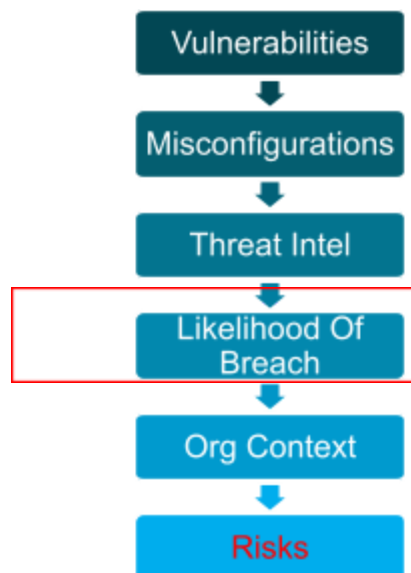 Vulnerabilities
Misconfigurations
Threat Intel
Likelihood Of
Breach
Org Context
Risks